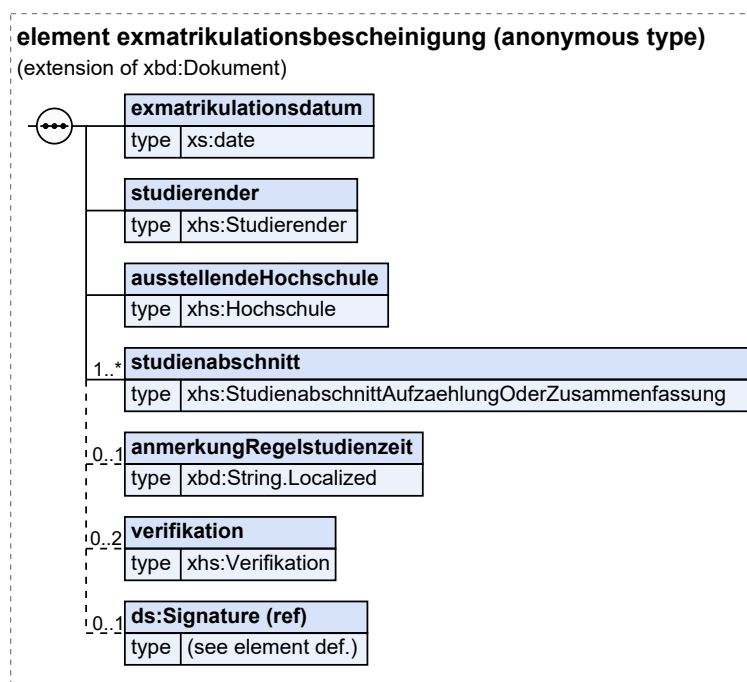 element exmatrikulationsbescheinigung (anonymous type)
(extension of xbd:Dokument)
exmatrikulationsdatum
type xs:date
studierender
type xhs:Studierender
ausstellendeHochschule
type xhs:Hochschule
1..* studienabschnitt
type xhs:StudienabschnittAufzaehlungOderZusammenfassung
0..1 anmerkungRegelstudienzeit
type xbd:String.Localized
0..2 verifikation
type xhs:Verifikation
0..1 ds:Signature (ref)
type (see element def.)